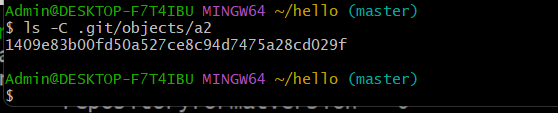 Admin@DESKTOP-F7T4IBU MINGW64 ~/hello (master)
$ ls -C .git/objects/a2
1409e83b00fd50a527ce8c94d7475a28cd029f
Admin@DESKTOP-F7T4IBU MINGW64 ~/hello (master)
$